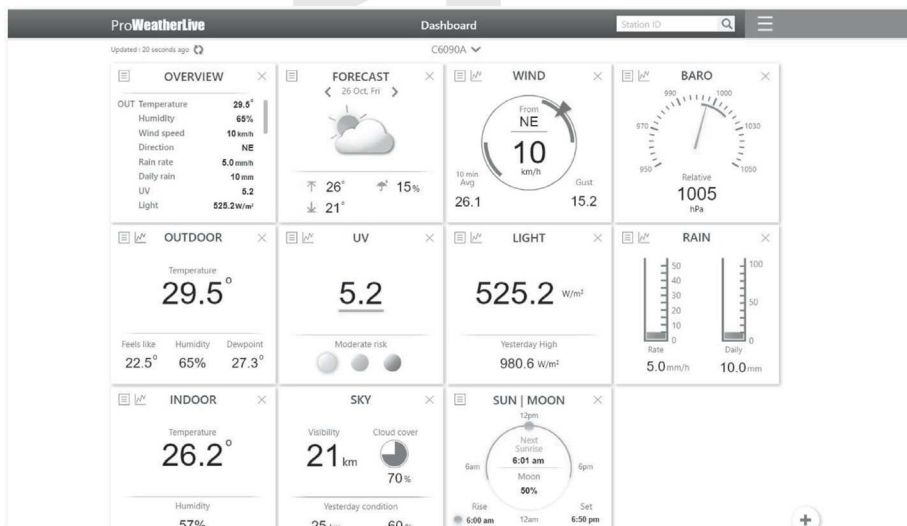 ProWeatherLive
Dashboard
Station ID
Updated : 20 seconds ago
C6090A
OVERVIEW
OUT Temperature 29.5°
Humidity 65%
Wind speed 10 km/h
Direction NE
Rain rate 5.0 mm/h
Daily rain 10 mm
UV 5.2
Light 525.2 W/m²
FORECAST
26 Oct, Fri
26° 15%
21°
WIND
From
NE
10
km/h
10 min
Avg
Gust
26.1 15.2
BARO
990 1000
970 1030
950 1050
Relative
1005
hPa
OUTDOOR
Temperature
29.5°
Feels like Humidity Dewpoint
22.5° 65% 27.3°
UV
5.2
Moderate risk
LIGHT
525.2 W/m²
Yesterday High
980.6 W/m²
RAIN
50 100
40
30 50
20
10
0 0
Rate Daily
5.0 mm/h 10.0 mm
INDOOR
Temperature
26.2°
Humidity
57%
SKY
Visibility Cloud cover
21 km
70%
Yesterday condition
25 km 60%
SUN | MOON
12pm
Next
Sunrise
6:01 am
6am 6pm
Moon
50%
Rise Set
6:00 am 12am 6:50 pm